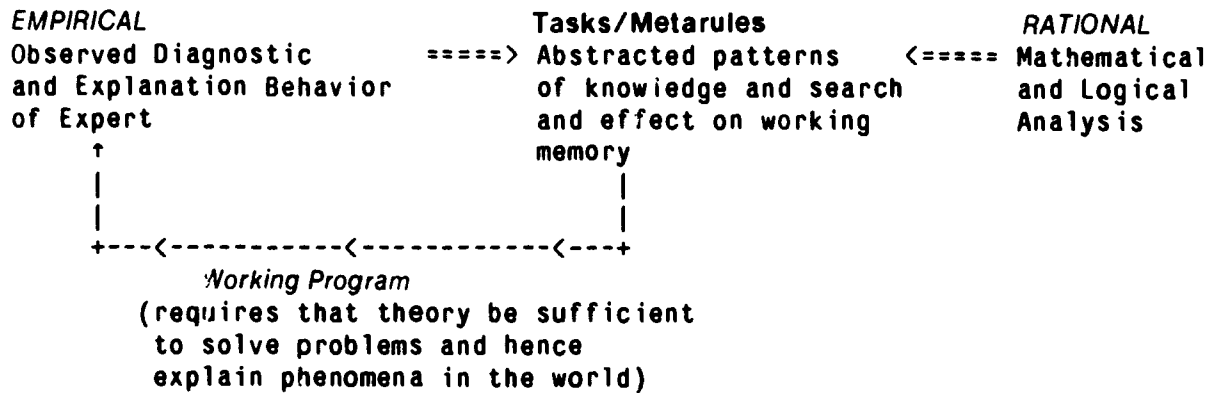 EMPIRICAL Tasks/Metarules RATIONAL
Observed Diagnostic =====> Abstracted patterns <===== Mathematical
and Explanation Behavior of knowledge and search and Logical
of Expert and effect on working Analysis
memory
+---<-----------<------------<---+
Working Program
(requires that theory be sufficient
to solve problems and hence
explain phenomena in the world)